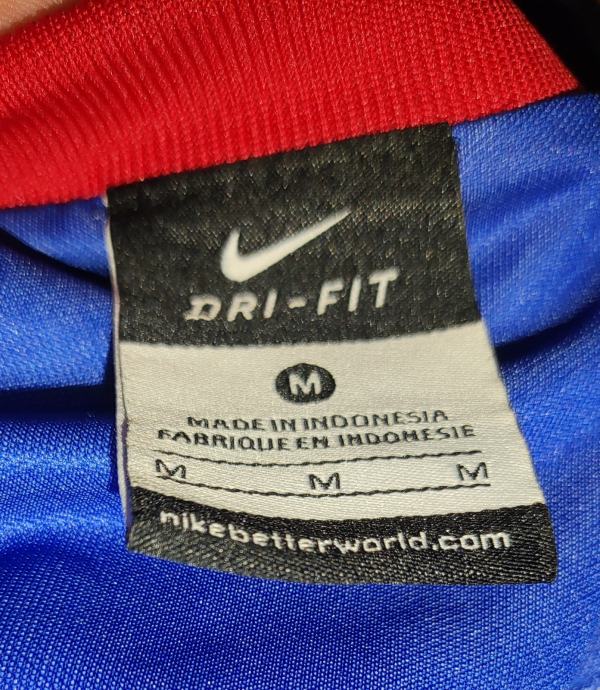 DRI-FIT
M
MADE IN INDONESIA
FABRIQUE EN INDONESIE
M M M
nikebetterworld.com